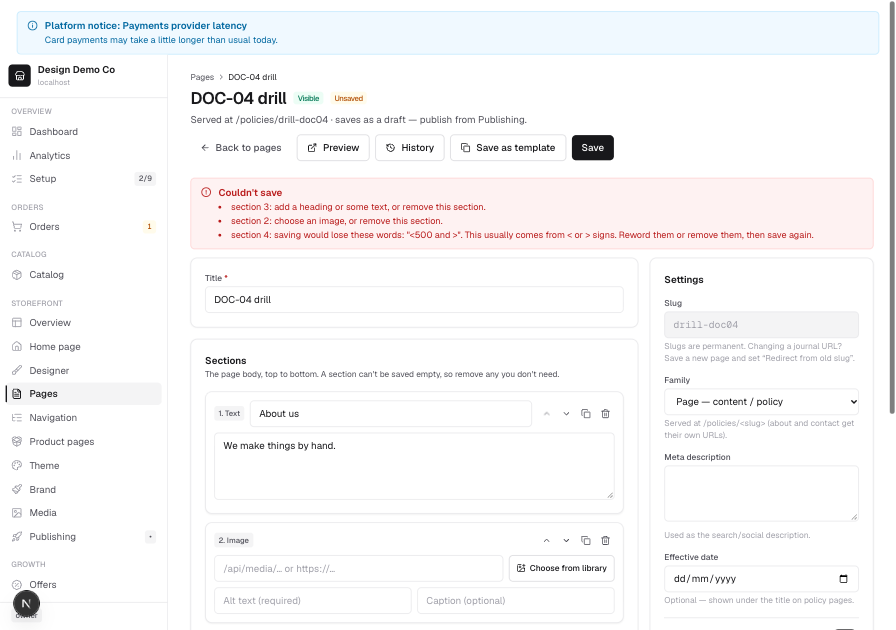 Platform notice: Payments provider latency
Card payments may take a little longer than usual today.
Design Demo Co
localhost
OVERVIEW
Dashboard
Analytics
Setup 2/9
ORDERS
Orders 1
CATALOG
Catalog
STOREFRONT
Overview
Home page
Designer
Pages
Navigation
Product pages
Theme
Brand
Media
Publishing
GROWTH
Offers
N
Pages > DOC-04 drill
DOC-04 drill Visible Unsaved
Served at /policies/drill-doc04 · saves as a draft — publish from Publishing.
Back to pages Preview History Save as template Save
Couldn't save
• section 3: add a heading or some text, or remove this section.
• section 2: choose an image, or remove this section.
• section 4: saving would lose these words: "<500 and >". This usually comes from < or > signs. Reword them or remove them, then save again.
Title *
DOC-04 drill
Sections
The page body, top to bottom. A section can't be saved empty, so remove any you don't need.
1. Text About us
We make things by hand.
2. Image
/api/media/… or https://… Choose from library
Alt text (required) Caption (optional)
Settings
Slug
drill-doc04
Slugs are permanent. Changing a journal URL?
Save a new page and set "Redirect from old slug".
Family
Page — content / policy
Served at /policies/<slug> (about and contact get
their own URLs).
Meta description
Used as the search/social description.
Effective date
dd/mm/yyyy
Optional — shown under the title on policy pages.